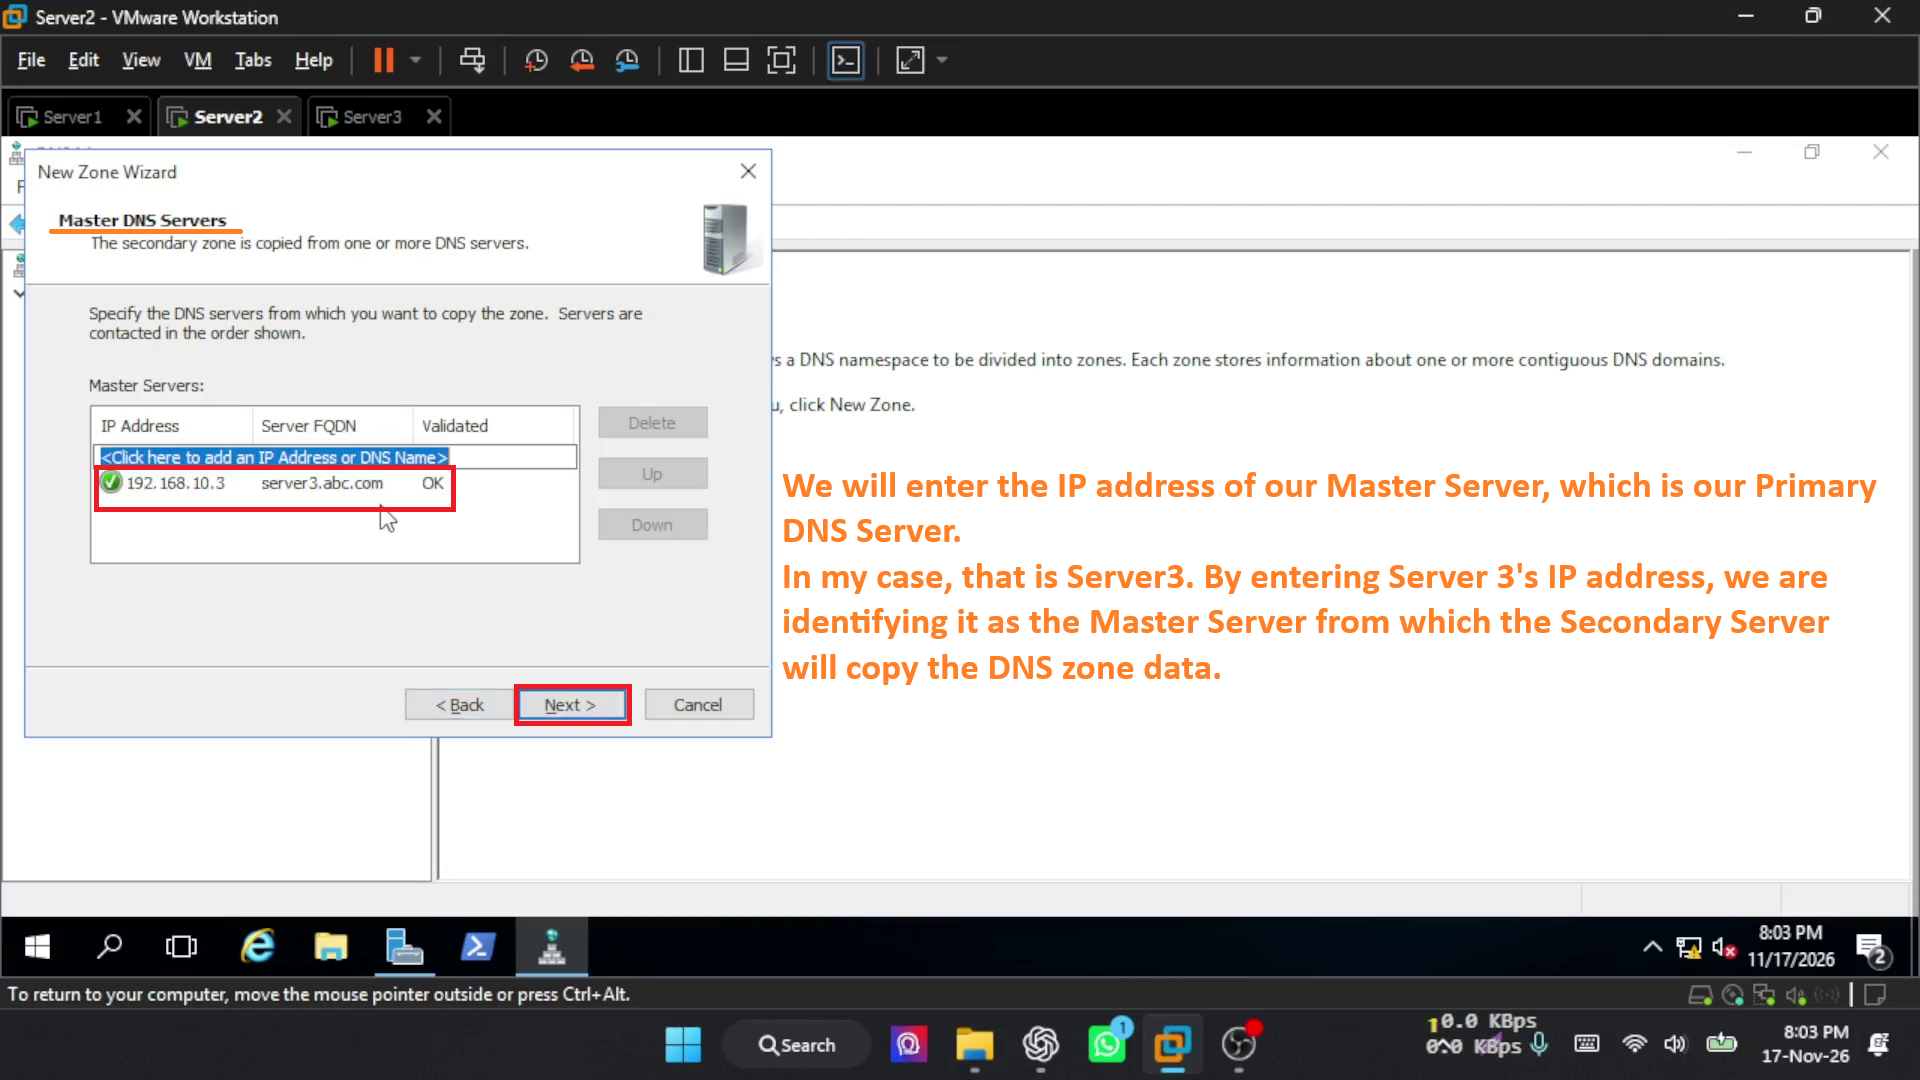 Server2 - VMware Workstation
File Edit View VM Tabs Help
Server1 Server2 Server3
New Zone Wizard
Master DNS Servers
The secondary zone is copied from one or more DNS servers.
Specify the DNS servers from which you want to copy the zone. Servers are
contacted in the order shown.
s a DNS namespace to be divided into zones. Each zone stores information about one or more contiguous DNS domains.
u, click New Zone.
Master Servers:
IP Address Server FQDN Validated
<Click here to add an IP Address or DNS Name>
192.168.10.3 server3.abc.com OK
Delete
Up
Down
We will enter the IP address of our Master Server, which is our Primary
DNS Server.
In my case, that is Server3. By entering Server 3's IP address, we are
identifying it as the Master Server from which the Secondary Server
will copy the DNS zone data.
< Back Next > Cancel
8:03 PM
11/17/2026
2
To return to your computer, move the mouse pointer outside or press Ctrl+Alt.
Search
1
0.0 KBps
0.0 KBps
8:03 PM
17-Nov-26